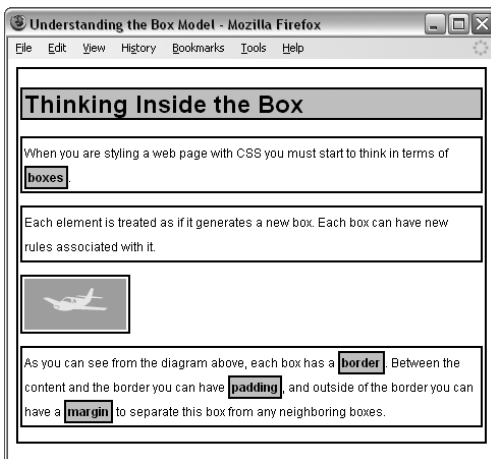 Understanding the Box Model - Mozilla Firefox
File Edit View History Bookmarks Tools Help
Thinking Inside the Box
When you are styling a web page with CSS you must start to think in terms of
boxes.
Each element is treated as if it generates a new box. Each box can have new
rules associated with it.
As you can see from the diagram above, each box has a border. Between the
content and the border you can have padding, and outside of the border you can
have a margin to separate this box from any neighboring boxes.